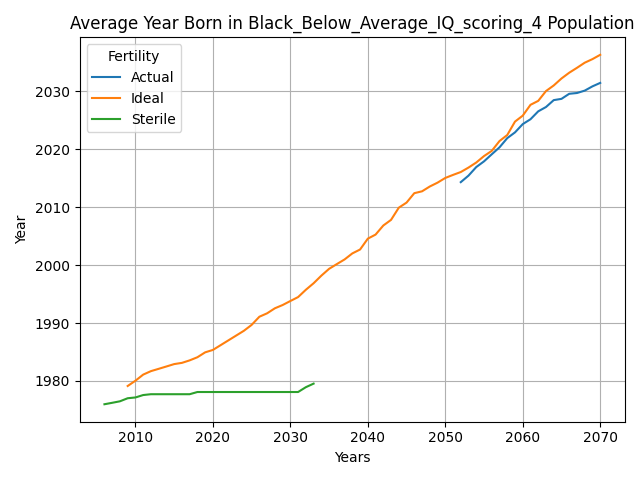 Average Year Born in Black_Below_Average_IQ_scoring_4 Population
Fertility
Actual
Ideal
Sterile
Year
2030
2020
2010
2000
1990
1980
2010
2020
2030
2040
2050
2060
2070
Years